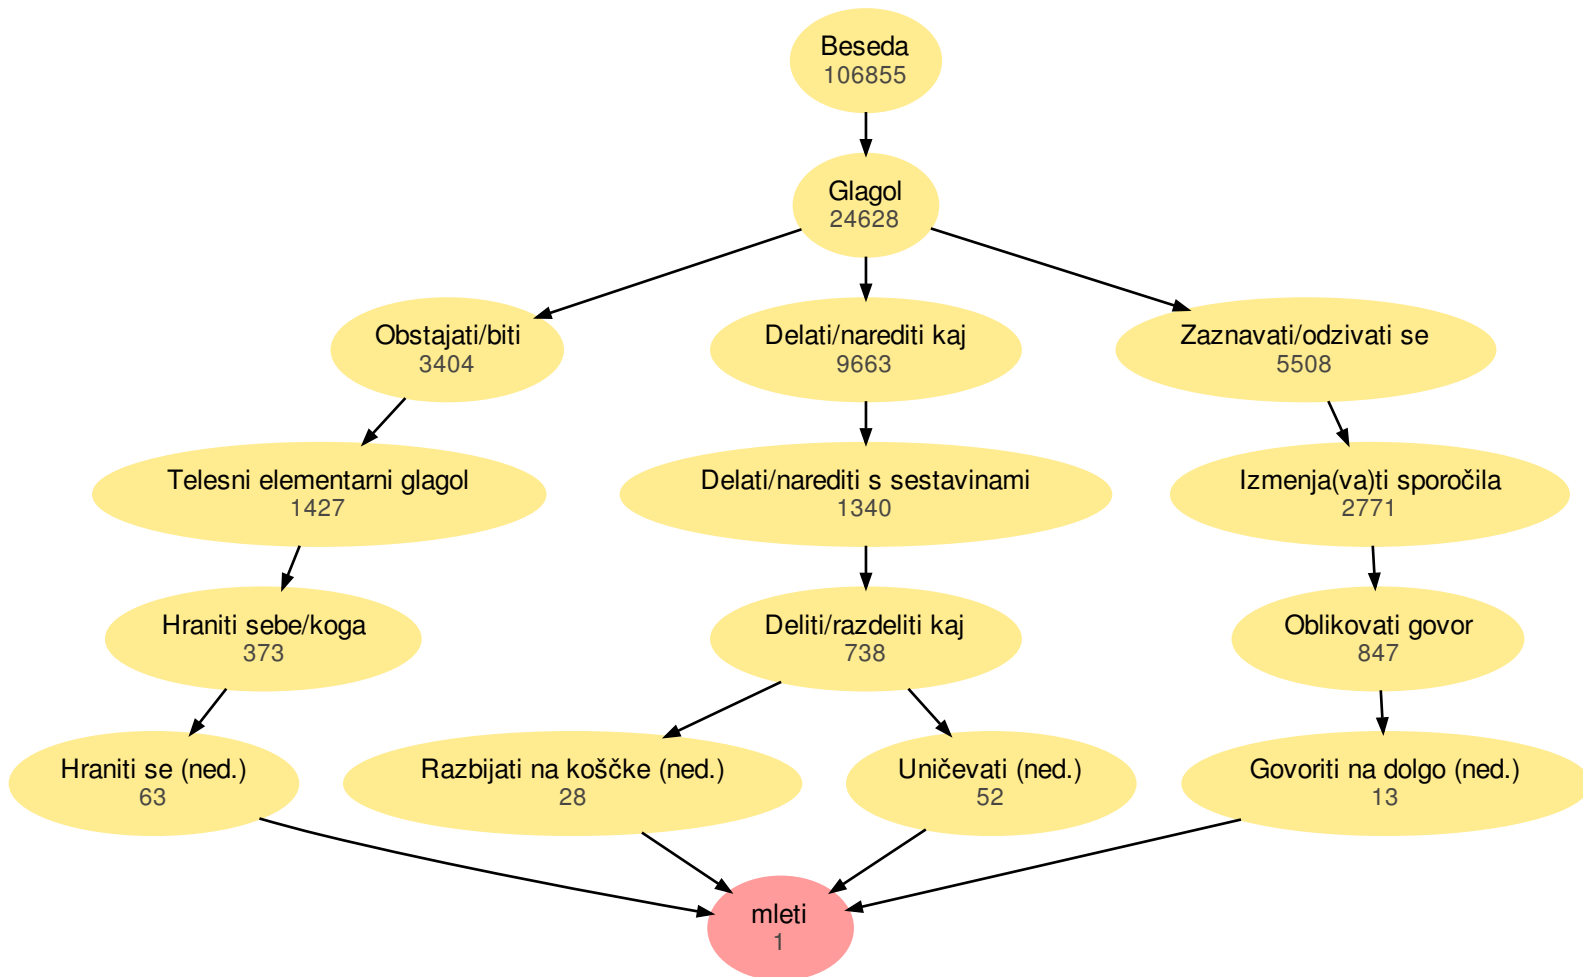 Beseda
106855
Glagol
24628
Obstajati/biti
3404
Delati/narediti kaj
9663
Zaznavati/odzivati se
5508
Telesni elementarni glagol
1427
Delati/narediti s sestavinami
1340
Izmenja(va)ti sporočila
2771
Hraniti sebe/koga
373
Deliti/razdeliti kaj
738
Oblikovati govor
847
Hraniti se (ned.)
63
Razbijati na koščke (ned.)
28
Uničevati (ned.)
52
Govoriti na dolgo (ned.)
13
mleti
1